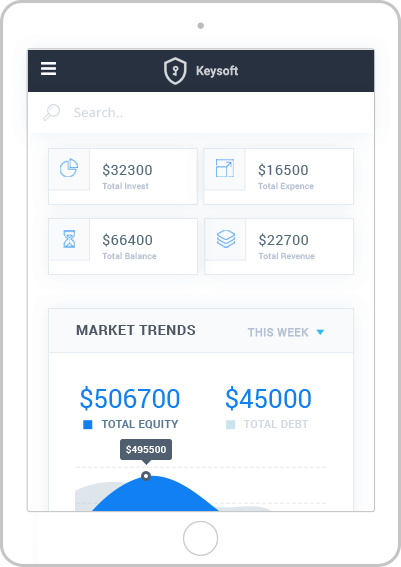 Keysoft
Search..
$32300
Total Invest
$16500
Total Expence
$66400
Total Balance
$22700
Total Revenue
MARKET TRENDS
THIS WEEK
$506700
TOTAL EQUITY
$45000
TOTAL DEBT
$495500